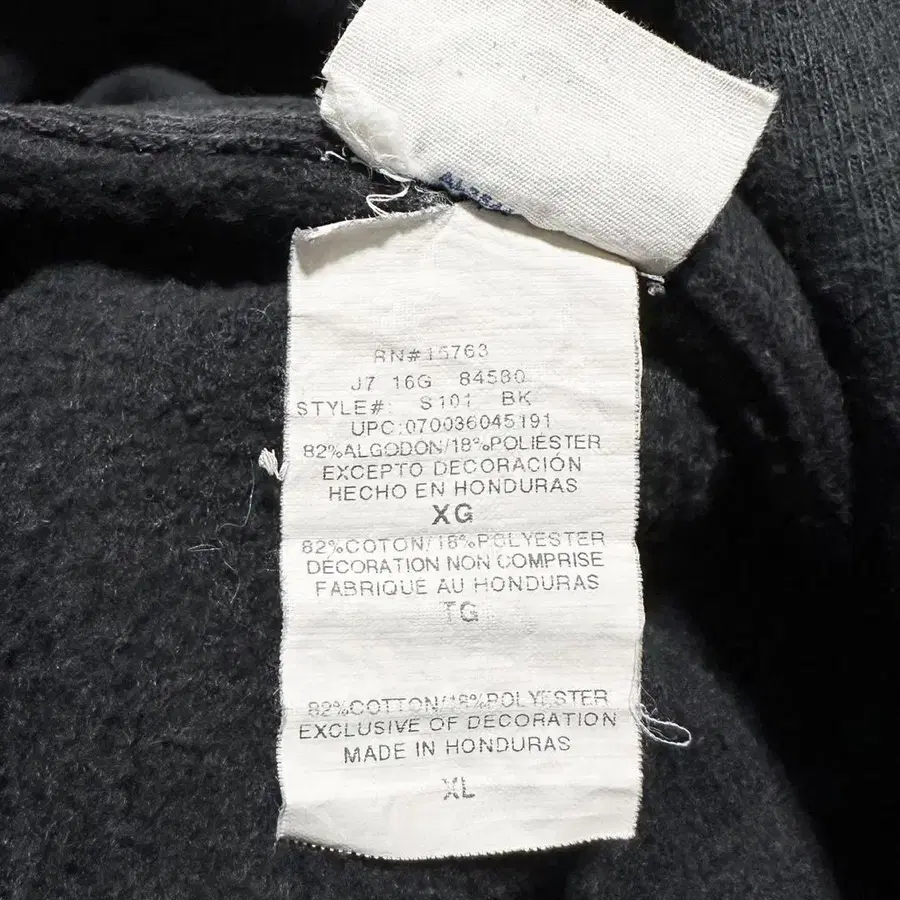 RN#15763
J7 16G 84580
STYLE#: S101 BK
UPC:070036045191
82%ALGODON/18%POLIESTER
EXCEPTO DECORACIÓN
HECHO EN HONDURAS
XG
82%COTON/18%POLYESTER
DÉCORATION NON COMPRISE
FABRIQUE AU HONDURAS
TG
82%COTTON/18%POLYESTER
EXCLUSIVE OF DECORATION
MADE IN HONDURAS
XL